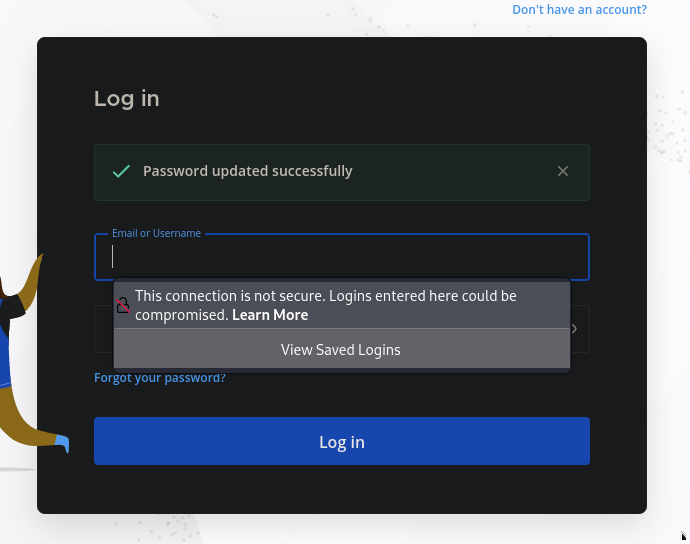 Don't have an account?
Log in
Password updated successfully
Email or Username
This connection is not secure. Logins entered here could be
compromised. Learn More
View Saved Logins
Forgot your password?
Log in